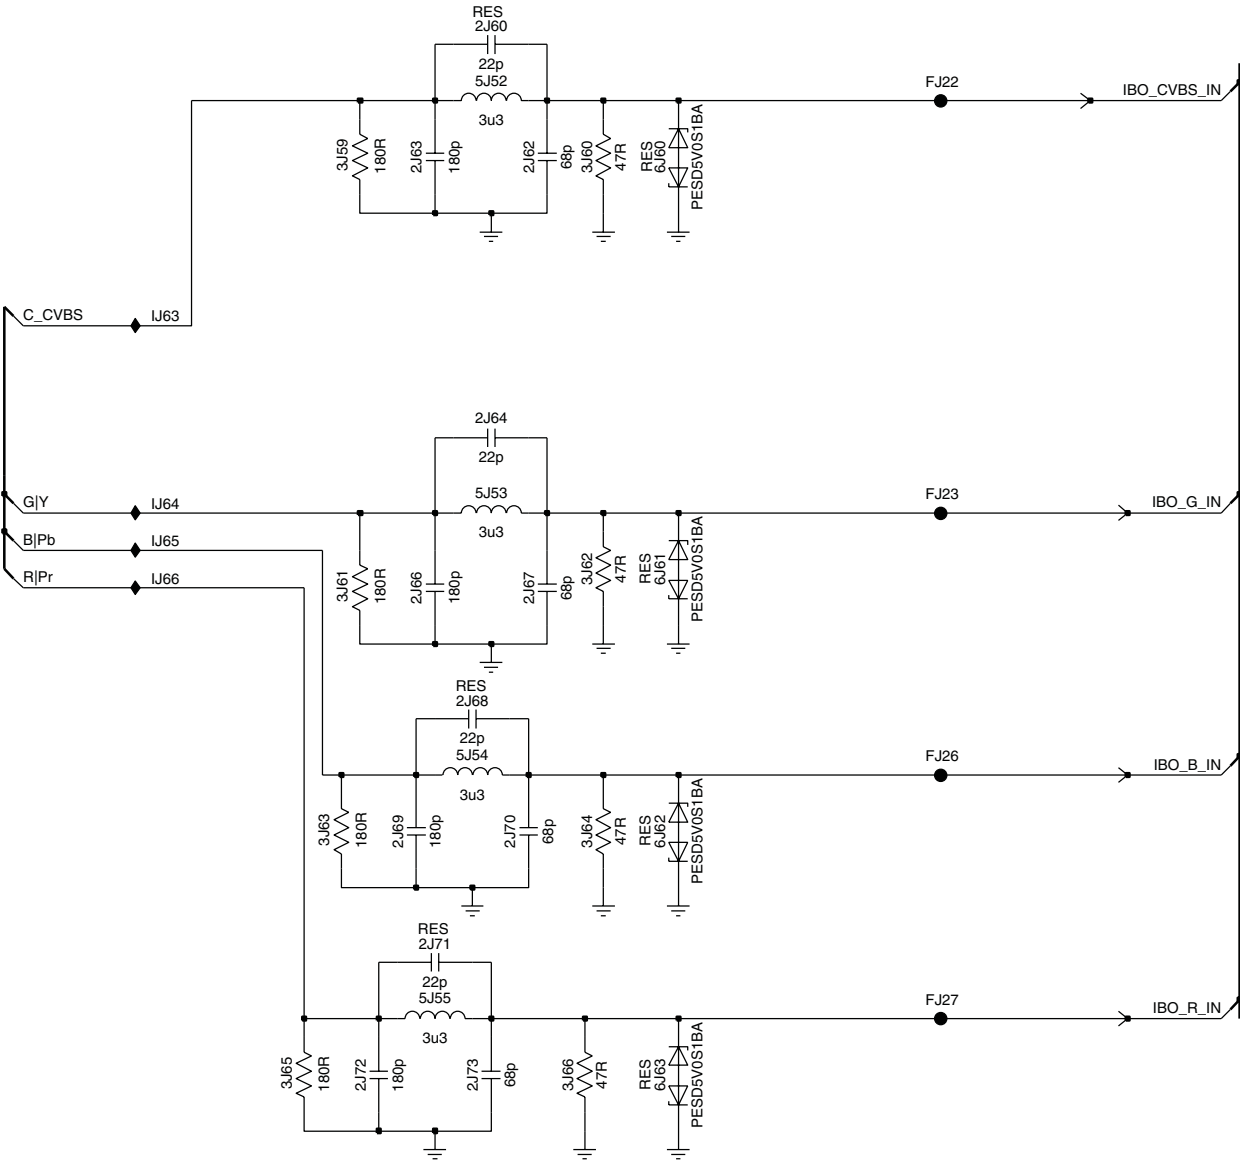 RES
2J60
22p
5J52
3u3
3J59
180R
2J63
180p
2J62
68p
3J60
47R
RES
6J60
PESD5V0S1BA
FJ22
IBO_CVBS_IN
C_CVBS
IJ63
2J64
22p
5J53
3u3
G|Y
IJ64
B|Pb
IJ65
R|Pr
IJ66
3J61
180R
2J66
180p
2J67
68p
3J62
47R
RES
6J61
PESD5V0S1BA
FJ23
IBO_G_IN
RES
2J68
22p
5J54
3u3
3J63
180R
2J69
180p
2J70
68p
3J64
47R
RES
6J62
PESD5V0S1BA
FJ26
IBO_B_IN
RES
2J71
22p
5J55
3u3
3J65
180R
2J72
180p
2J73
68p
3J66
47R
RES
6J63
PESD5V0S1BA
FJ27
IBO_R_IN